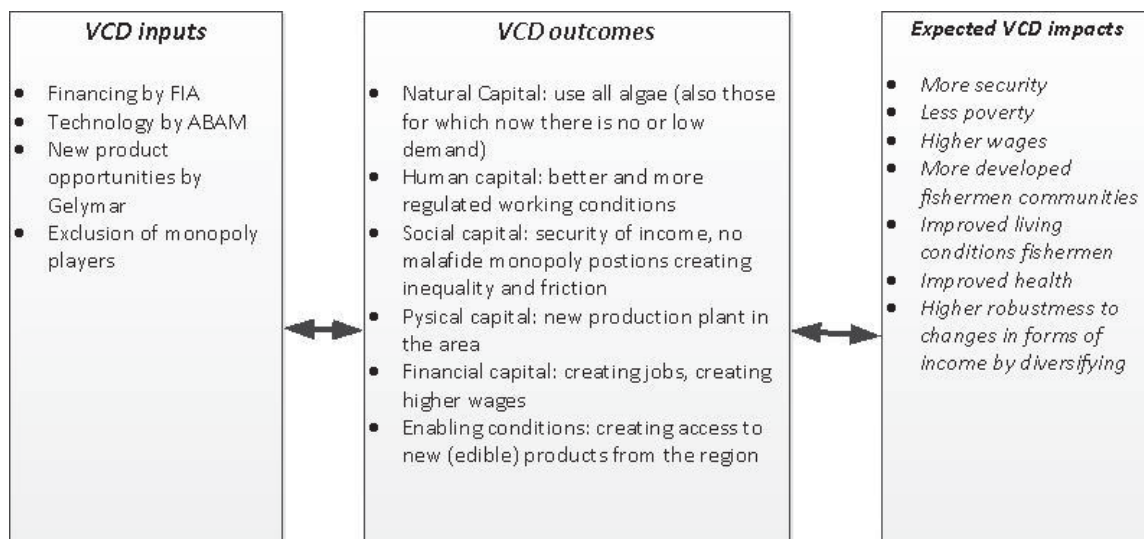 VCD inputs
• Financing by FIA
• Technology by ABAM
• New product
opportunities by
Gelymar
• Exclusion of monopoly
players
VCD outcomes
• Natural Capital: use all algae (also those
for which now there is no or low
demand)
• Human capital: better and more
regulated working conditions
• Social capital: security of income, no
malafide monopoly postions creating
inequality and friction
• Pysical capital: new production plant in
the area
• Financial capital: creating jobs, creating
higher wages
• Enabling conditions: creating access to
new (edible) products from the region
Expected VCD impacts
• More security
• Less poverty
• Higher wages
• More developed
fishermen communities
• Improved living
conditions fishermen
• Improved health
• Higher robustness to
changes in forms of
income by diversifying